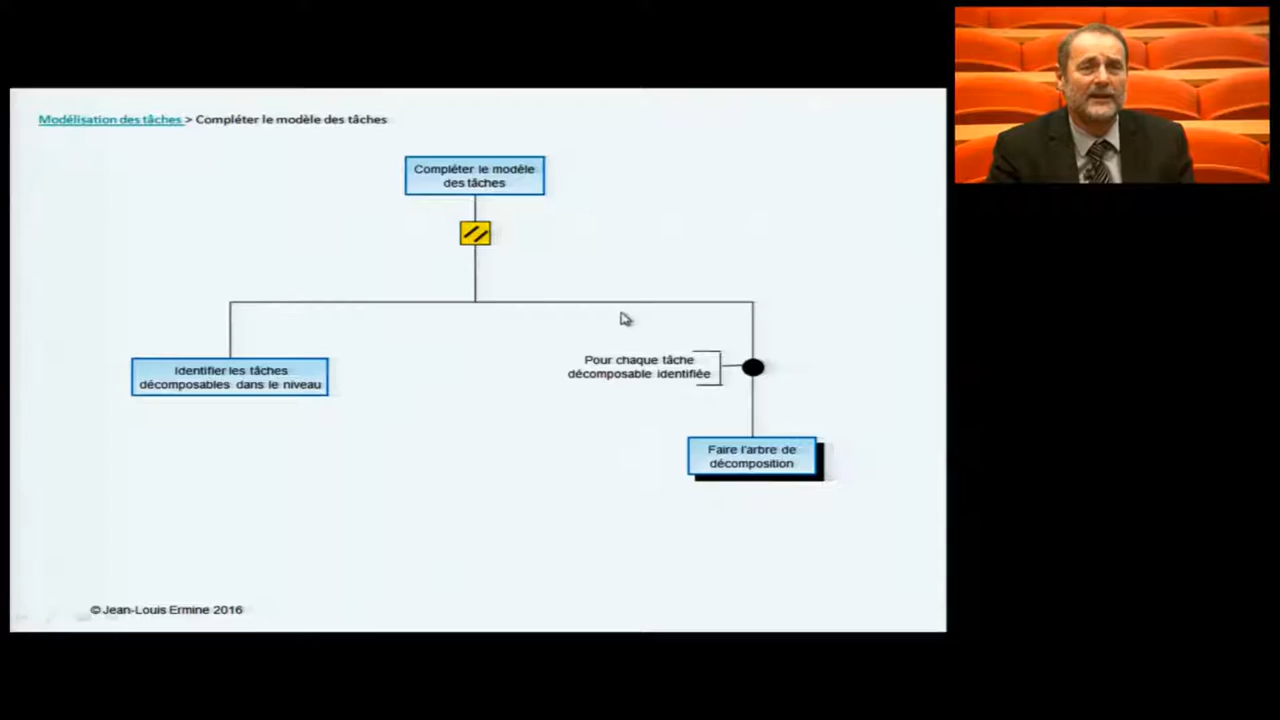 Modélisation des tâches > Compléter le modèle des tâches
Compléter le modèle
des tâches
Identifier les tâches
décomposables dans le niveau
Pour chaque tâche
décomposable identifiée
Faire l'arbre de
décomposition
©Jean-Louis Ermine 2016